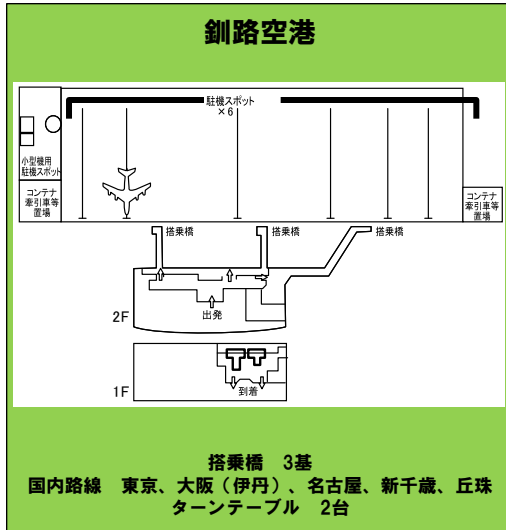 釧路空港
駐機スポット
×6
小型機用
駐機スポット
コンテナ
牽引車等
置場
コンテナ
牽引車等
置場
搭乗橋
搭乗橋
搭乗橋
出発
2F
到着
1F
搭乗橋 3基
国内路線 東京、大阪（伊丹）、名古屋、新千歳、丘珠
ターンテーブル 2台